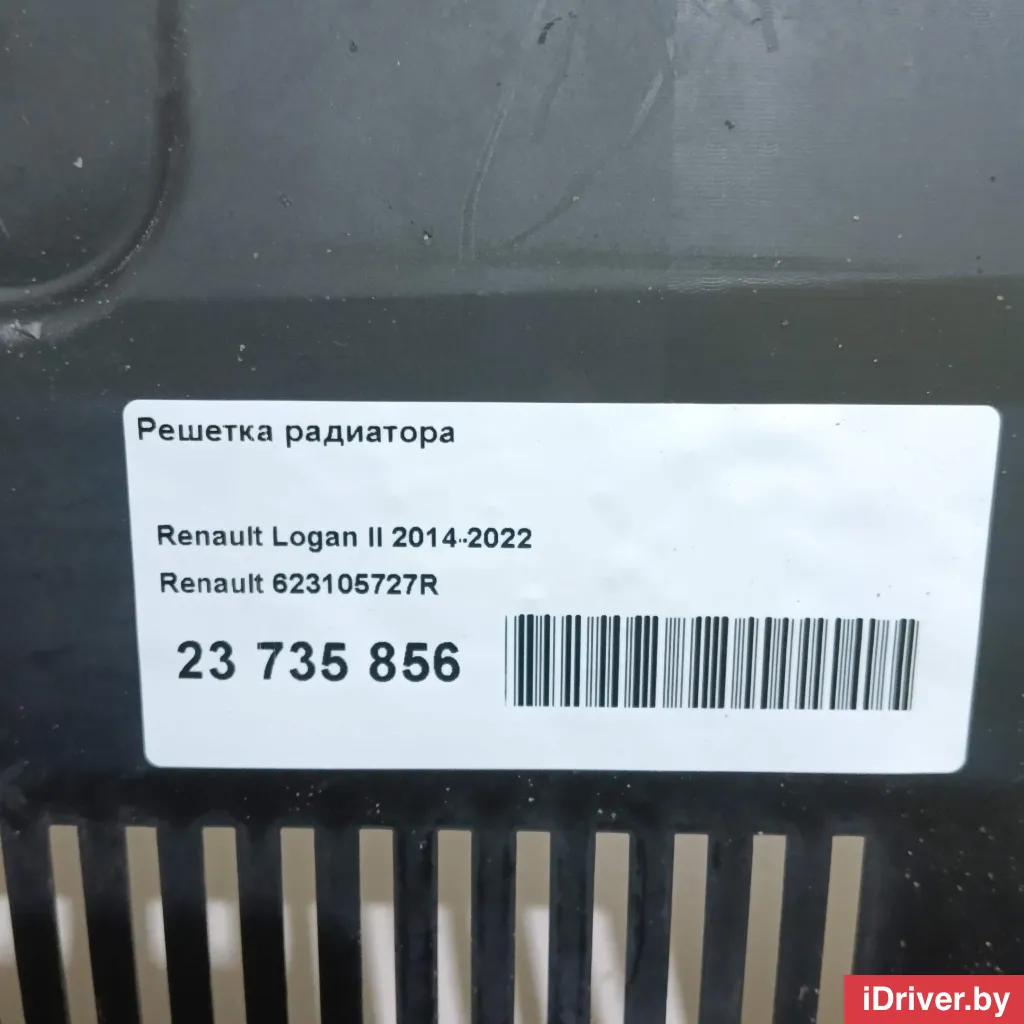 Решетка радиатора
Renault Logan II 2014-2022
Renault 623105727R
23 735 856
iDriver.by